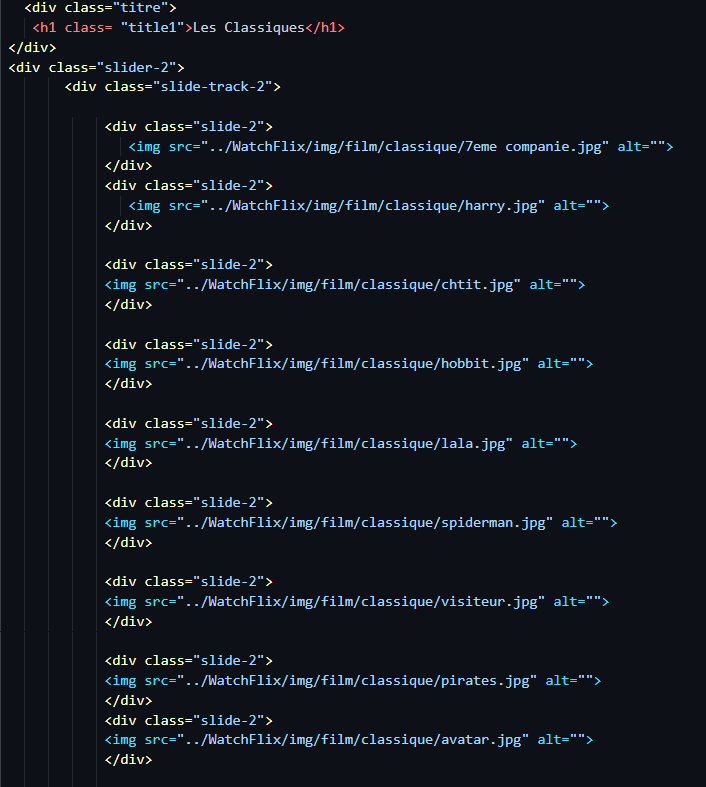 <div class="titre">
<h1 class= "title1">Les Classiques</h1>
</div>
<div class="slider-2">
<div class="slide-track-2">
<div class="slide-2">
<img src="../WatchFlix/img/film/classique/7eme companie.jpg" alt="">
</div>
<div class="slide-2">
<img src="../WatchFlix/img/film/classique/harry.jpg" alt="">
</div>
<div class="slide-2">
<img src="../WatchFlix/img/film/classique/chtit.jpg" alt="">
</div>
<div class="slide-2">
<img src="../WatchFlix/img/film/classique/hobbit.jpg" alt="">
</div>
<div class="slide-2">
<img src="../WatchFlix/img/film/classique/lala.jpg" alt="">
</div>
<div class="slide-2">
<img src="../WatchFlix/img/film/classique/spiderman.jpg" alt="">
</div>
<div class="slide-2">
<img src="../WatchFlix/img/film/classique/visiteur.jpg" alt="">
</div>
<div class="slide-2">
<img src="../WatchFlix/img/film/classique/pirates.jpg" alt="">
</div>
<div class="slide-2">
<img src="../WatchFlix/img/film/classique/avatar.jpg" alt="">
</div>